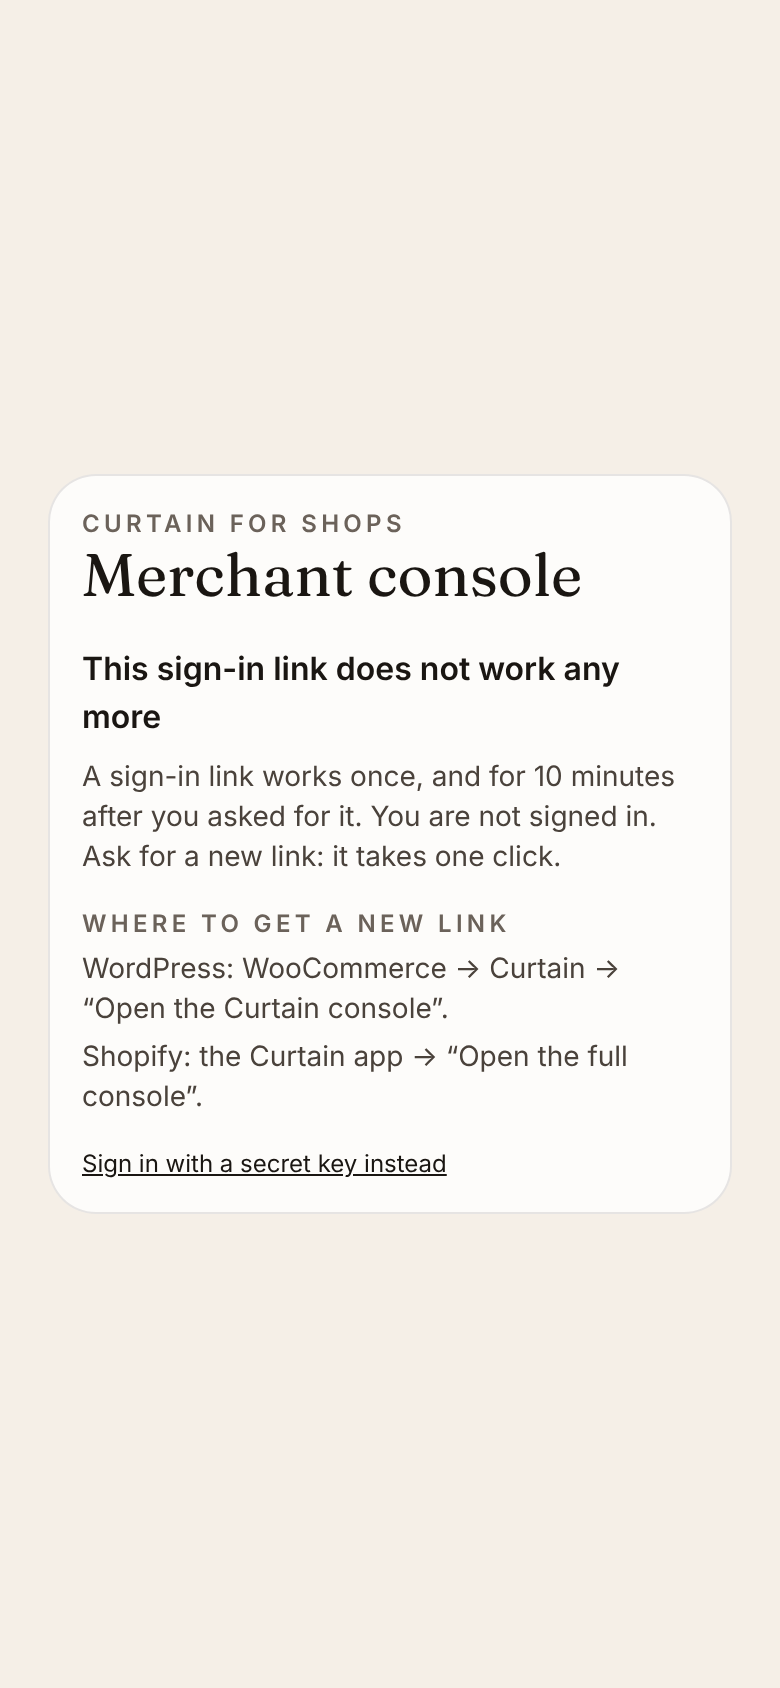 CURTAIN FOR SHOPS
Merchant console
This sign-in link does not work any
more
A sign-in link works once, and for 10 minutes
after you asked for it. You are not signed in.
Ask for a new link: it takes one click.
WHERE TO GET A NEW LINK
WordPress: WooCommerce → Curtain →
“Open the Curtain console”.
Shopify: the Curtain app → “Open the full
console”.
Sign in with a secret key instead